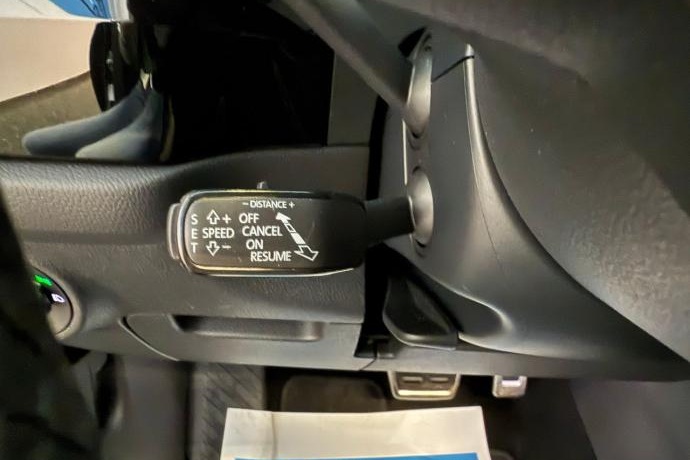 − DISTANCE +
S + OFF
E SPEED CANCEL
T − ON
RESUME